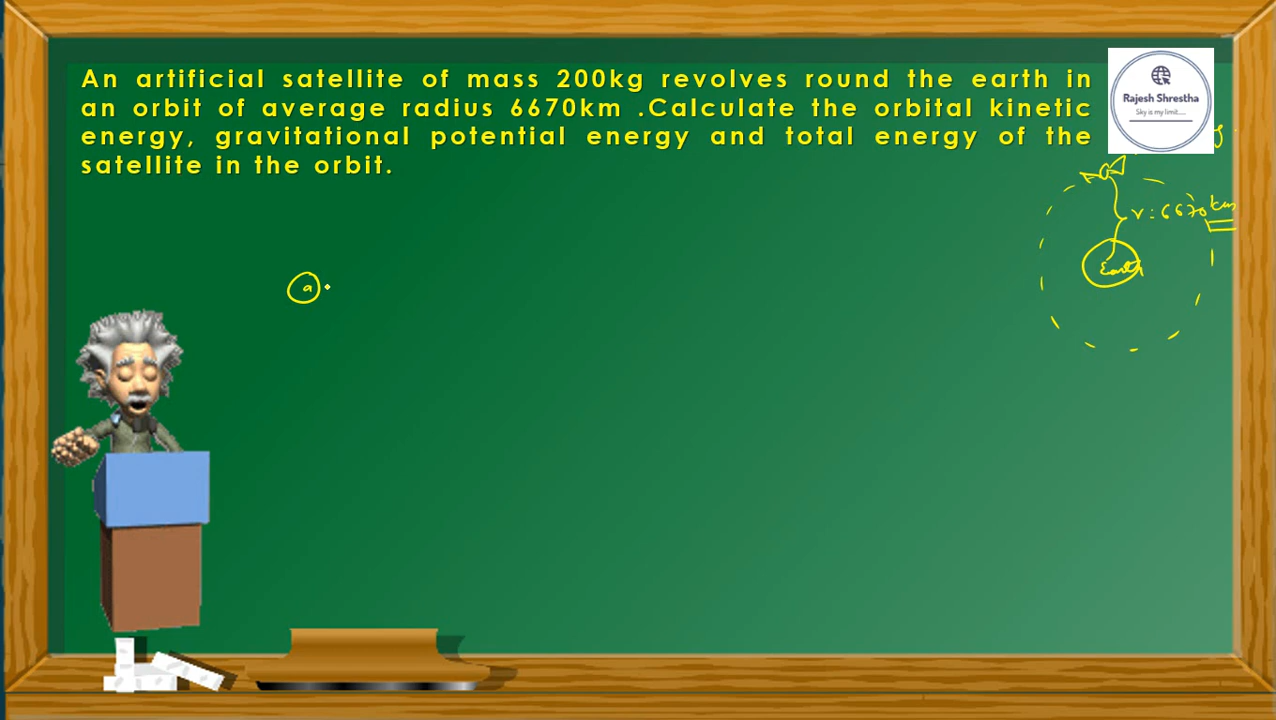 An artificial satellite of mass 200kg revolves round the earth in
an orbit of average radius 6670km .Calculate the orbital kinetic
energy, gravitational potential energy and total energy of the
satellite in the orbit.
Rajesh Shrestha
Sky is my limit.....
r = 6670km
Earth
a